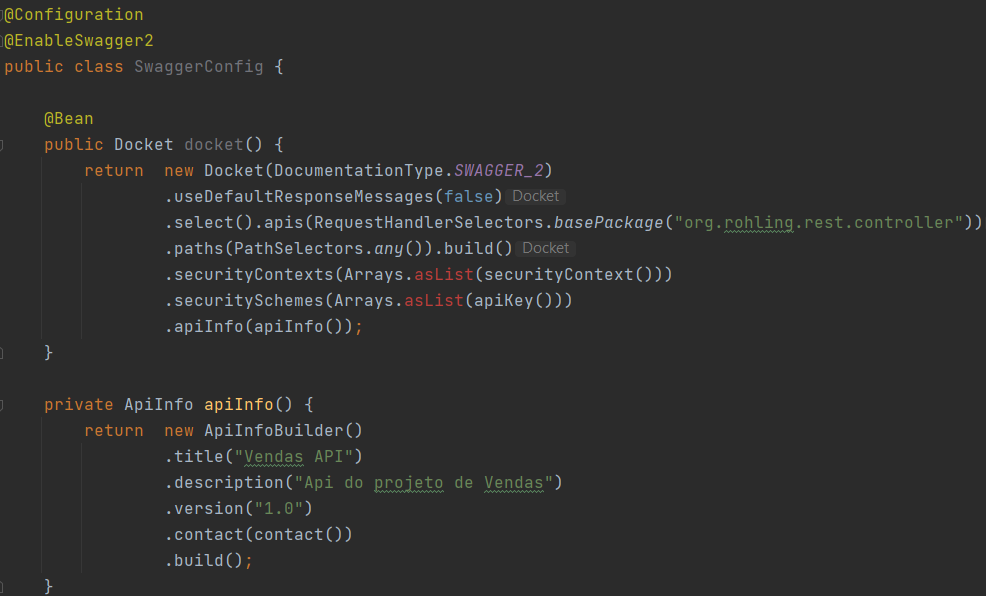 @Configuration
@EnableSwagger2
public class SwaggerConfig {
@Bean
public Docket docket() {
return  new Docket(DocumentationType.SWAGGER_2)
.useDefaultResponseMessages(false) Docket
.select().apis(RequestHandlerSelectors.basePackage("org.rohling.rest.controller"))
.paths(PathSelectors.any()).build() Docket
.securityContexts(Arrays.asList(securityContext()))
.securitySchemes(Arrays.asList(apiKey()))
.apiInfo(apiInfo());
}
private ApiInfo apiInfo() {
return  new ApiInfoBuilder()
.title("Vendas API")
.description("Api do projeto de Vendas")
.version("1.0")
.contact(contact())
.build();
}